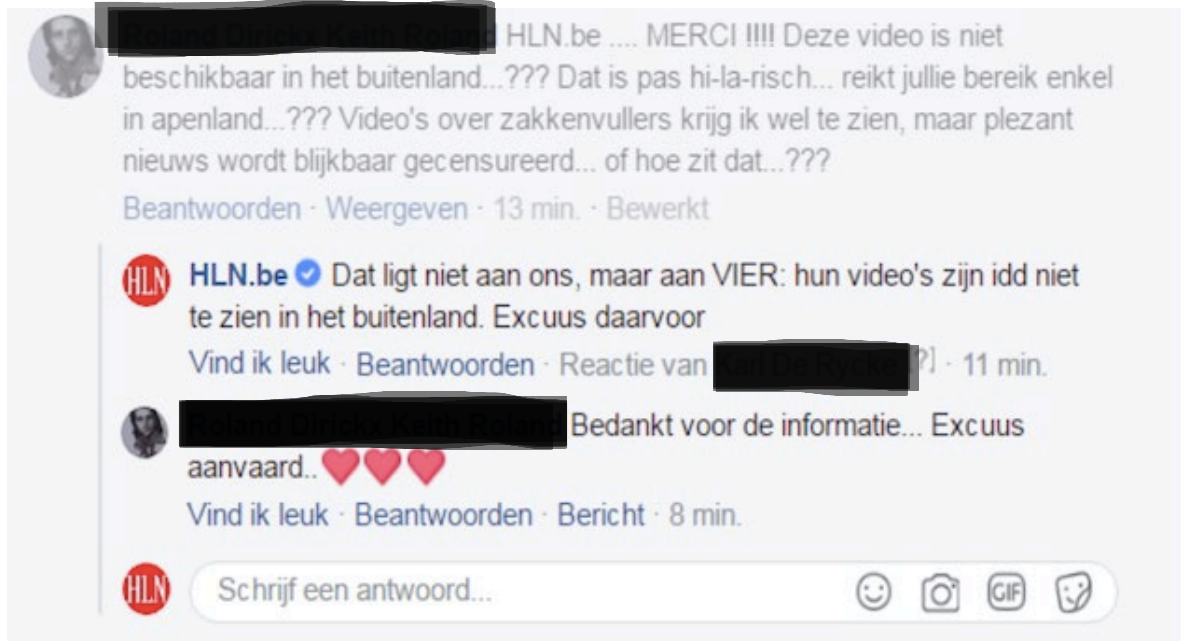 HLN.be .... MERCI !!!! Deze video is niet
beschikbaar in het buitenland...??? Dat is pas hi-la-risch... reikt jullie bereik enkel
in apenland...??? Video's over zakkenvullers krijg ik wel te zien, maar plezant
nieuws wordt blijkbaar gecensureerd... of hoe zit dat...???
Beantwoorden · Weergeven · 13 min. · Bewerkt
HLN HLN.be Dat ligt niet aan ons, maar aan VIER: hun video's zijn idd niet
te zien in het buitenland. Excuus daarvoor
Vind ik leuk · Beantwoorden · Reactie van [?] · 11 min.
Bedankt voor de informatie... Excuus
aanvaard..❤❤❤
Vind ik leuk · Beantwoorden · Bericht · 8 min.
HLN Schrijf een antwoord... GIF